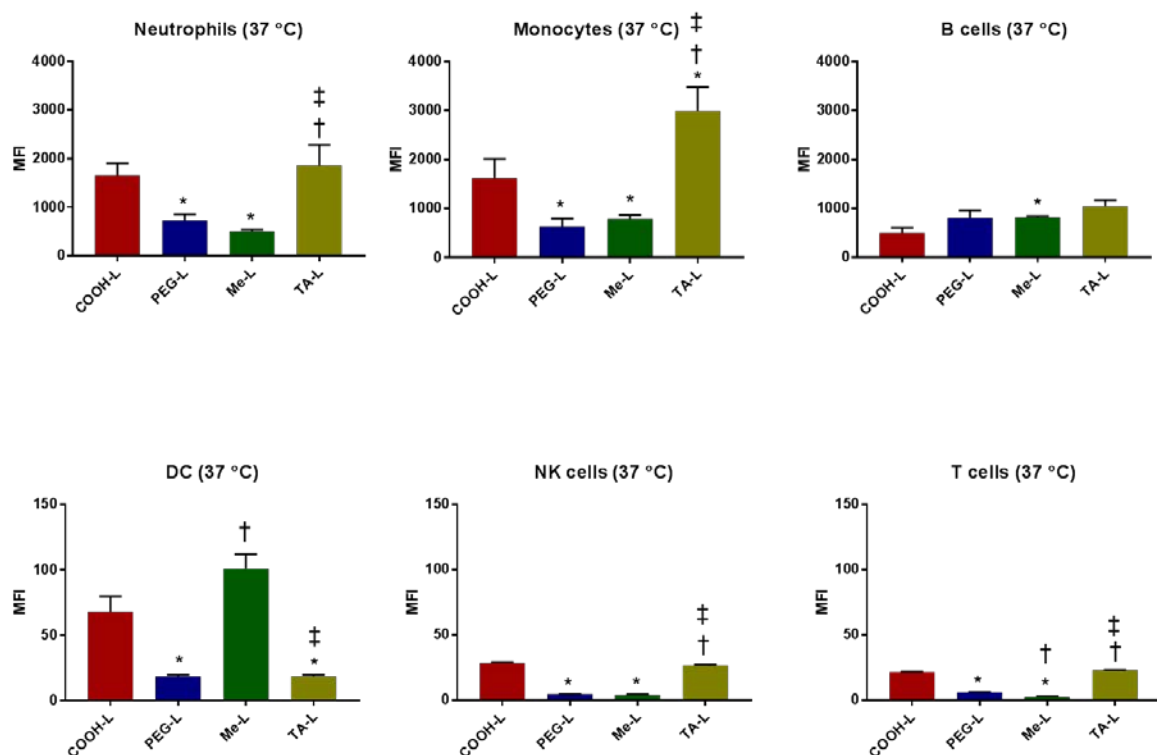 Neutrophils (37 °C)
4000
3000
2000
1000
0
MFI
‡
†
*
*
COOH-L
PEG-L
Me-L
TA-L
Monocytes (37 °C)
4000
3000
2000
1000
0
MFI
‡
†
*
*
*
COOH-L
PEG-L
Me-L
TA-L
B cells (37 °C)
4000
3000
2000
1000
0
MFI
*
COOH-L
PEG-L
Me-L
TA-L
DC (37 °C)
150
100
50
0
MFI
†
‡
*
*
COOH-L
PEG-L
Me-L
TA-L
NK cells (37 °C)
150
100
50
0
MFI
‡
†
*
*
COOH-L
PEG-L
Me-L
TA-L
T cells (37 °C)
150
100
50
0
MFI
‡
†
†
*
*
COOH-L
PEG-L
Me-L
TA-L